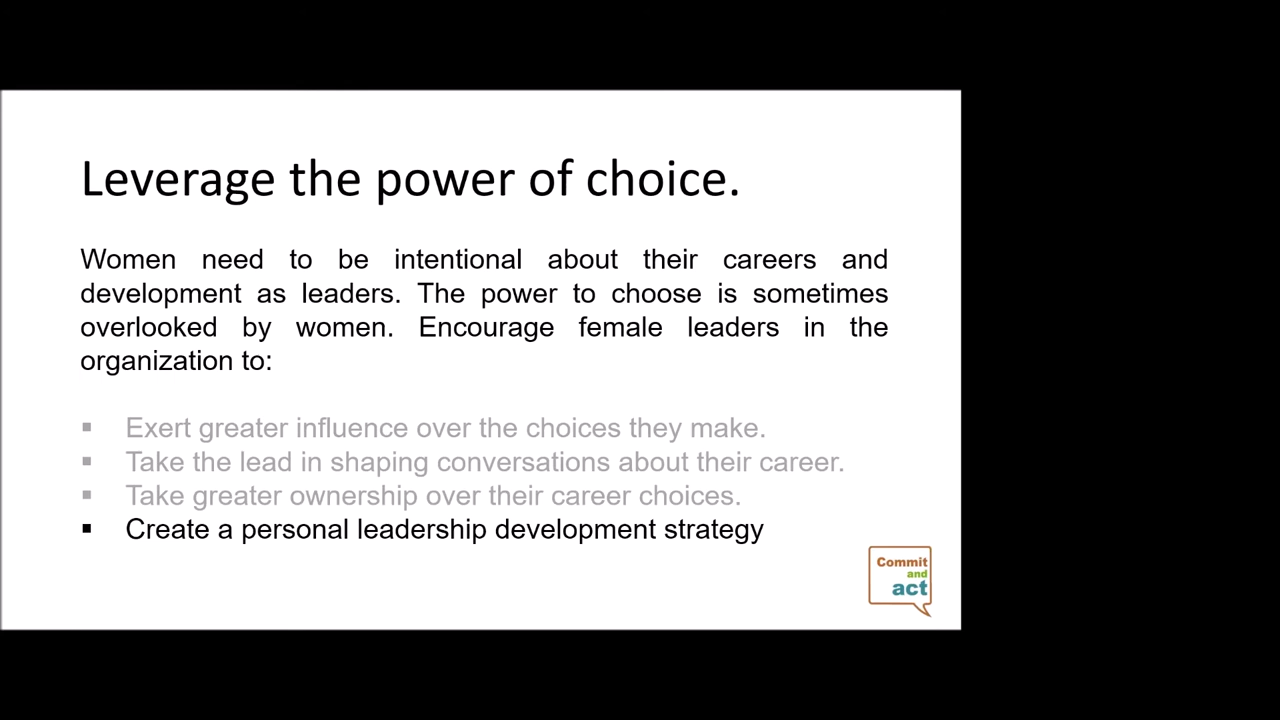 Leverage the power of choice.
Women need to be intentional about their careers and
development as leaders. The power to choose is sometimes
overlooked by women. Encourage female leaders in the
organization to:
▪ Exert greater influence over the choices they make.
▪ Take the lead in shaping conversations about their career.
▪ Take greater ownership over their career choices.
▪ Create a personal leadership development strategy
Commit
and
act